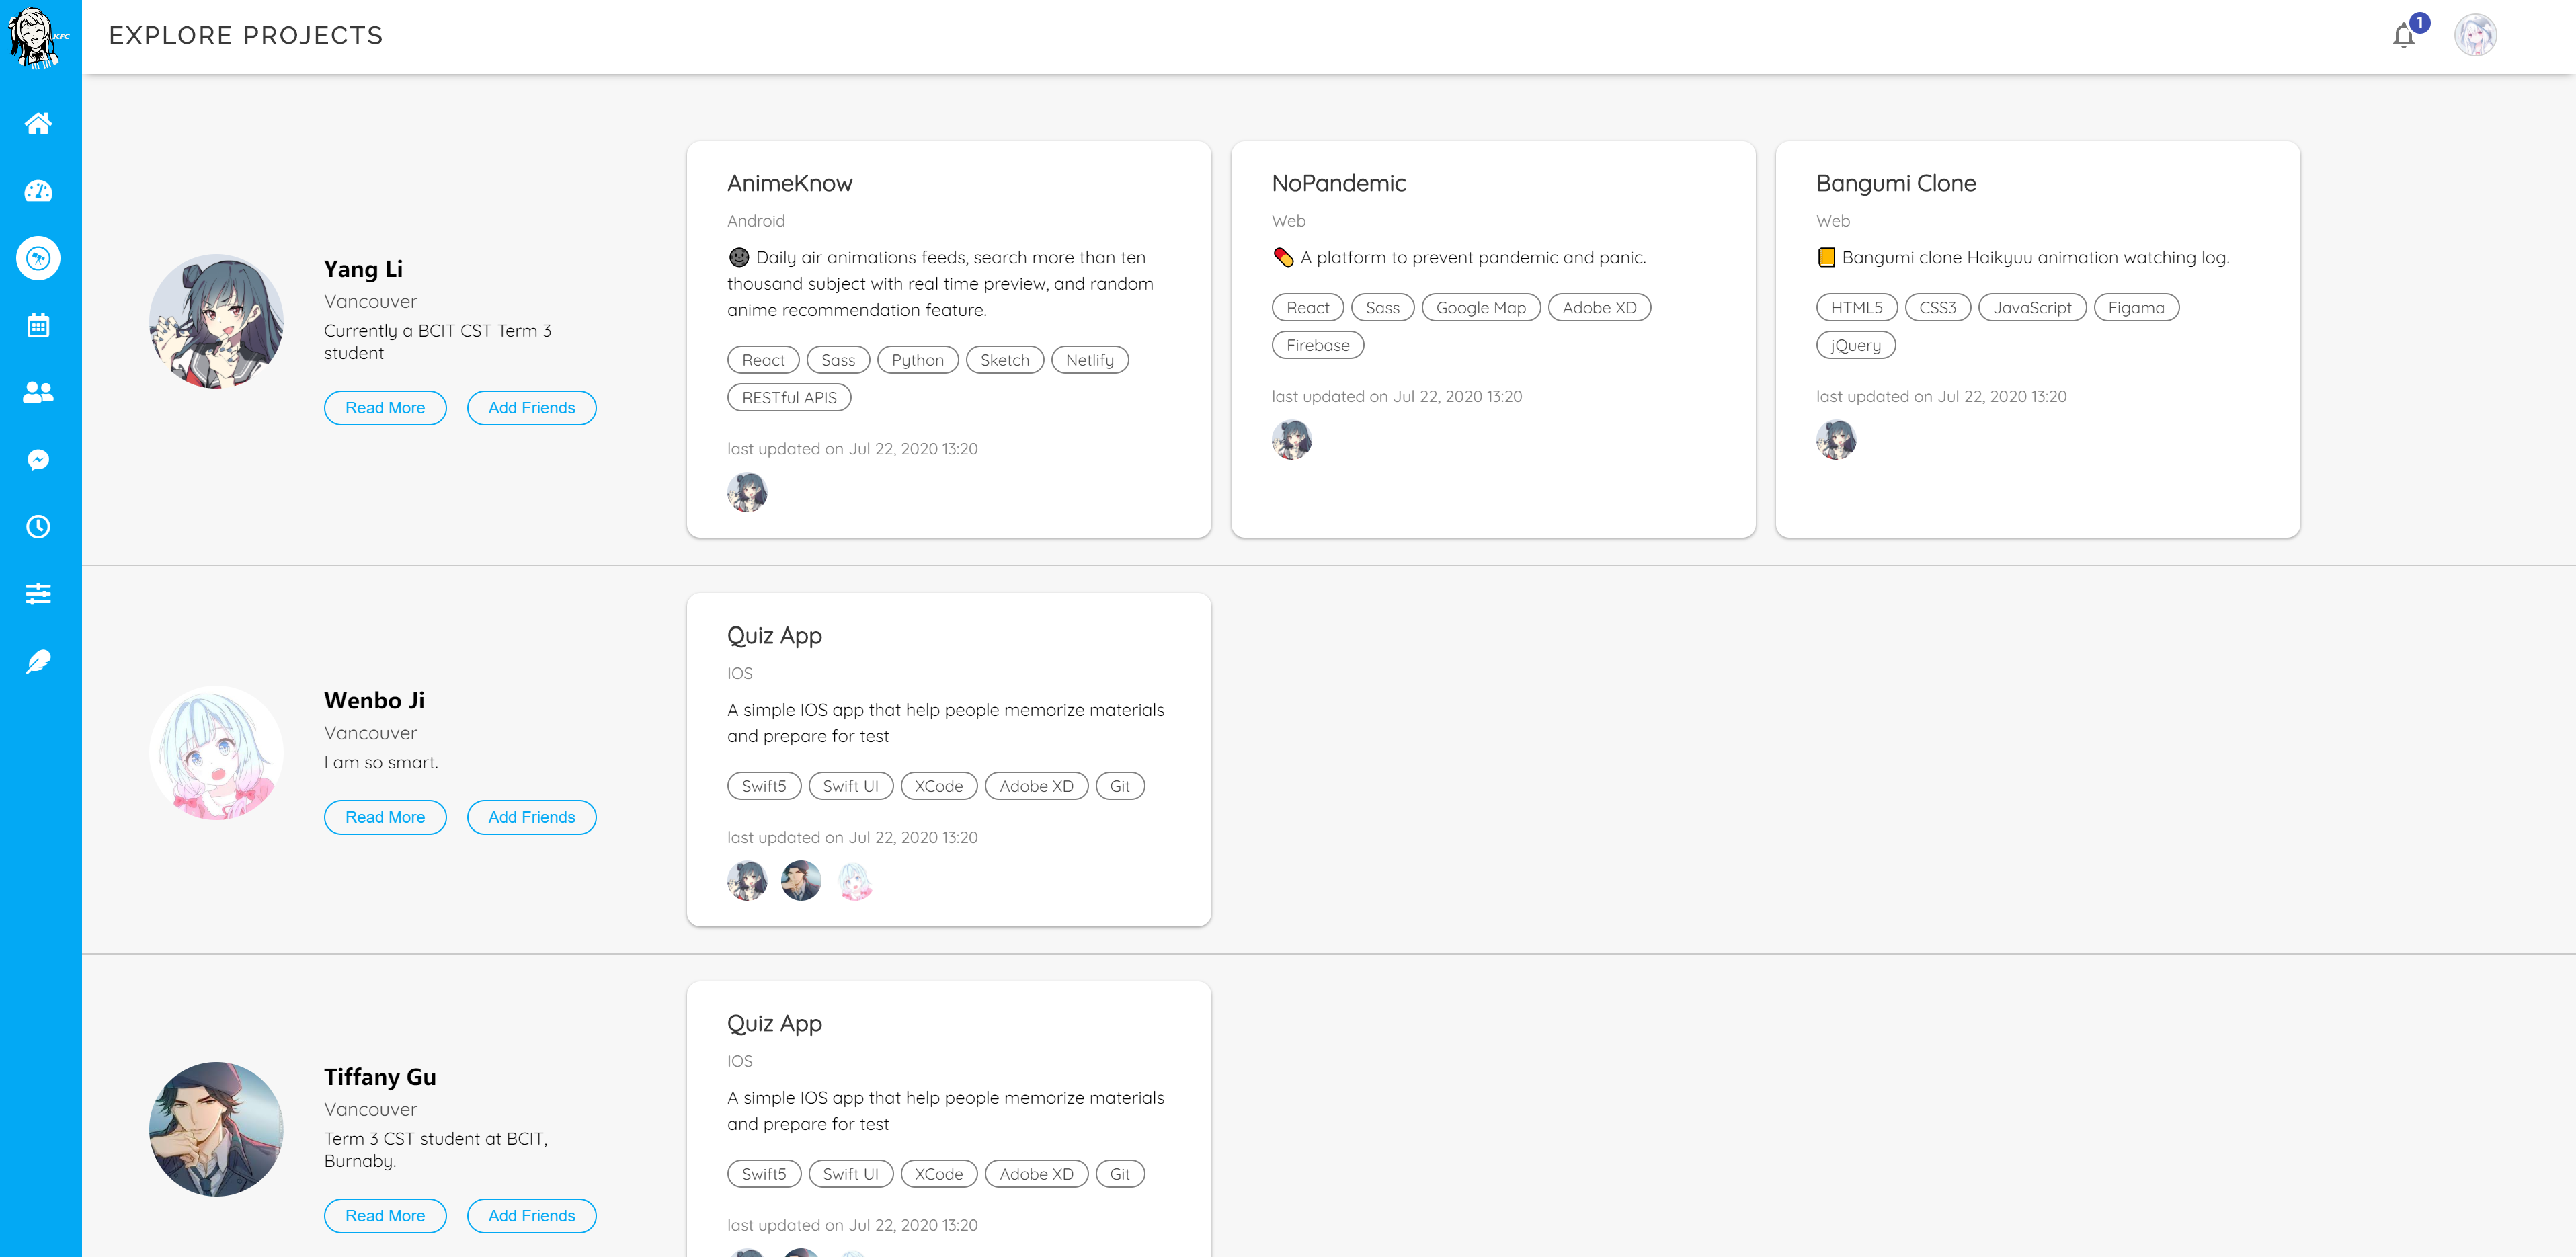 KFC
EXPLORE PROJECTS
1
Yang Li
Vancouver
Currently a BCIT CST Term 3
student
Read More
Add Friends
AnimeKnow
Android
🌚 Daily air animations feeds, search more than ten
thousand subject with real time preview, and random
anime recommendation feature.
React Sass Python Sketch Netlify
RESTful APIS
last updated on Jul 22, 2020 13:20
NoPandemic
Web
💊 A platform to prevent pandemic and panic.
React Sass Google Map Adobe XD
Firebase
last updated on Jul 22, 2020 13:20
Bangumi Clone
Web
📒 Bangumi clone Haikyuu animation watching log.
HTML5 CSS3 JavaScript Figama
jQuery
last updated on Jul 22, 2020 13:20
Wenbo Ji
Vancouver
I am so smart.
Read More
Add Friends
Quiz App
IOS
A simple IOS app that help people memorize materials
and prepare for test
Swift5 Swift UI XCode Adobe XD Git
last updated on Jul 22, 2020 13:20
Tiffany Gu
Vancouver
Term 3 CST student at BCIT,
Burnaby.
Read More
Add Friends
Quiz App
IOS
A simple IOS app that help people memorize materials
and prepare for test
Swift5 Swift UI XCode Adobe XD Git
last updated on Jul 22, 2020 13:20